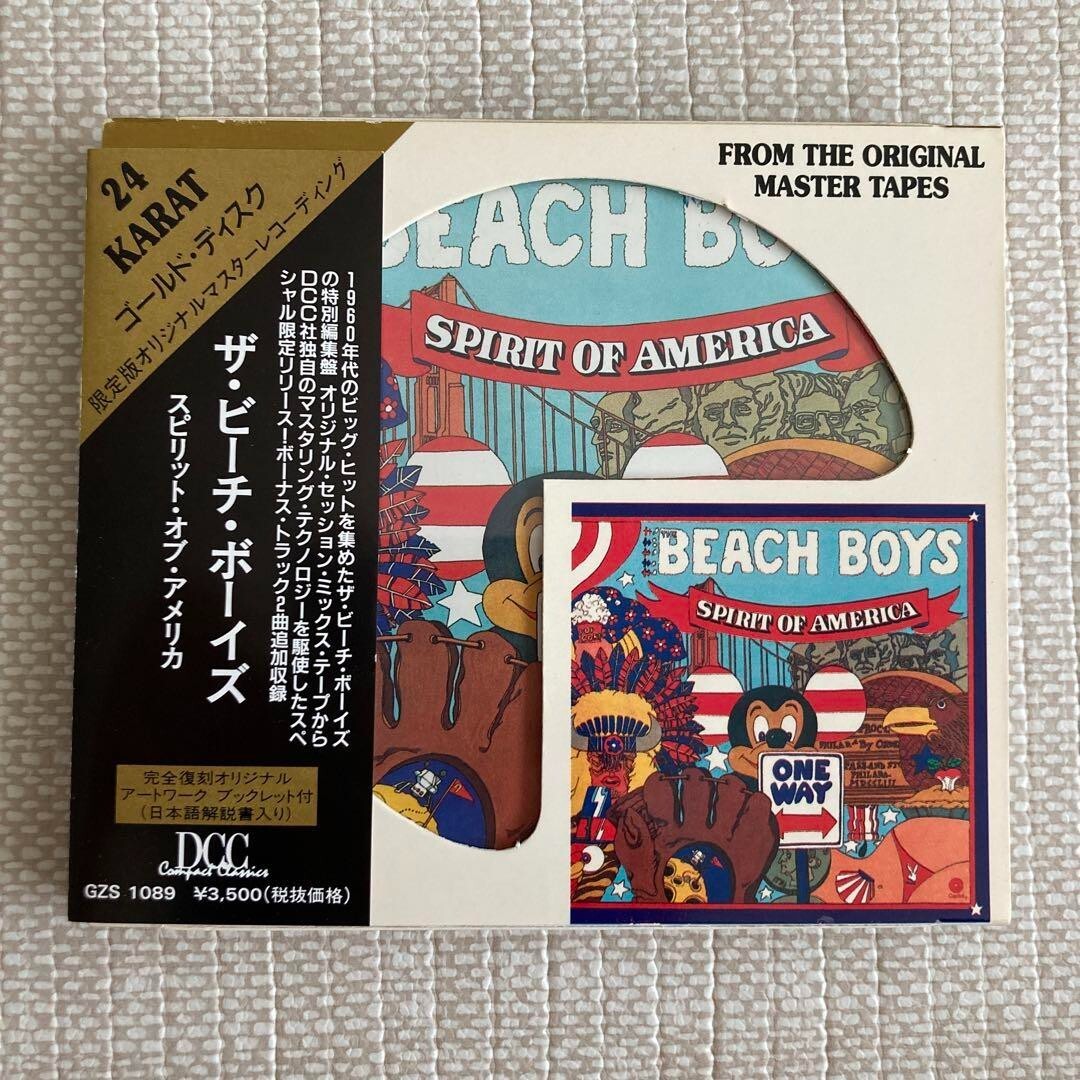 24
KARAT
ゴールド・ディスク
限定版オリジナルマスターレコーディング
1960年代のビッグ・ヒットを集めたザ・ビーチ・ボーイズ
の特別編集盤 オリジナル・セッション・ミックス・テープから
DCC社独自のマスタリング・テクノロジーを駆使したスペ
シャル限定リリースーボーナス・トラック2曲追加収録
ザ・ビーチ・ボーイズ
スピリット・オブ・アメリカ
完全復刻オリジナル
アートワーク ブックレット付
(日本語解説書入り)
DCC
Compact Classics
GZS 1089 ¥3,500(税抜価格)
FROM THE ORIGINAL
MASTER TAPES
BEACH BO
SPIRIT OF AMERICA
THE
BEACH BOYS
SPIRIT OF AMERICA
ONE
WAY